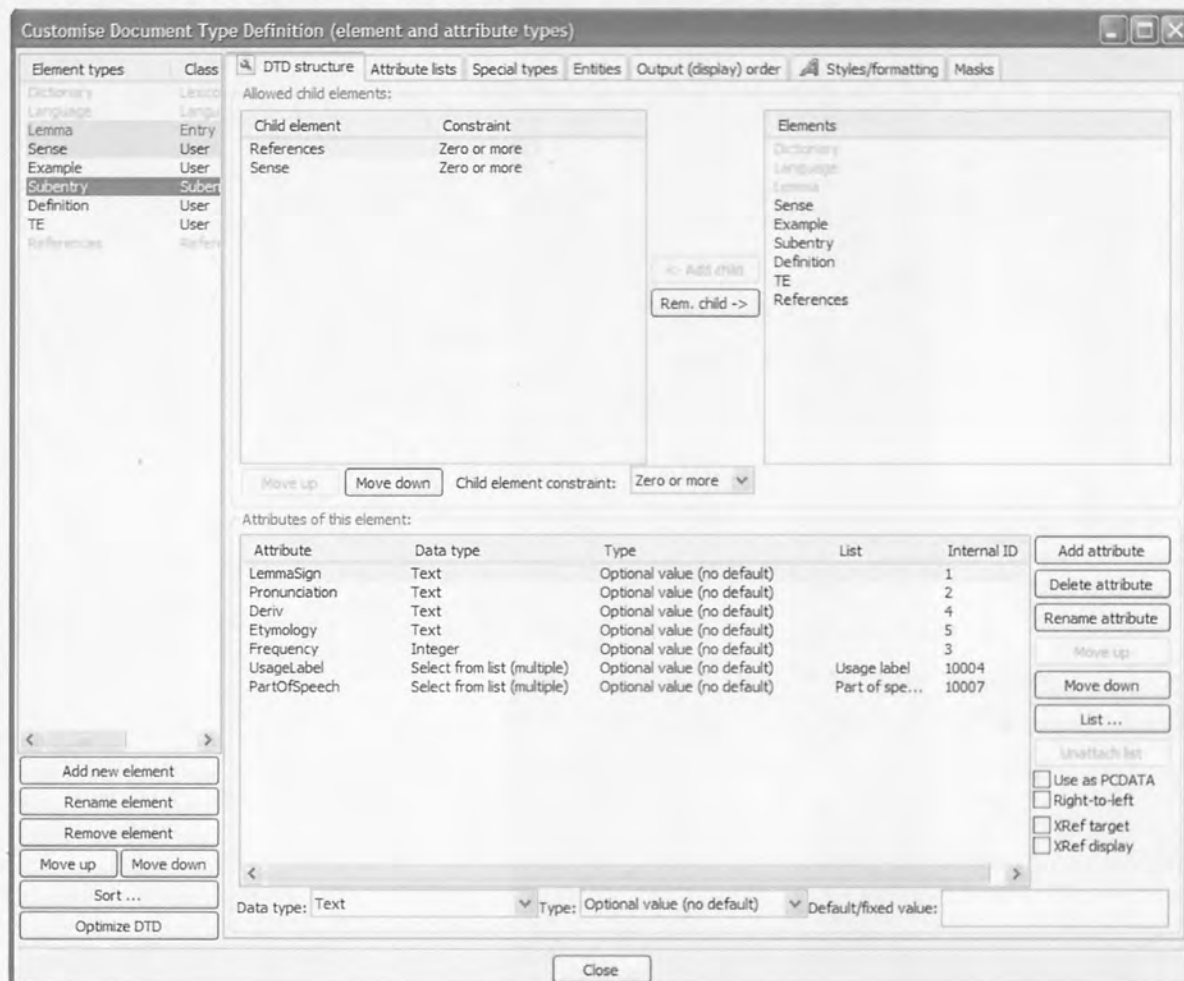 Customise Document Type Definition (element and attribute types)
Element types Class
Dictionary Lexico
Language Langu
Lemma Entry
Sense User
Example User
Subentry Suben
Definition User
TE User
References Refere
Add new element
Rename element
Remove element
Move up Move down
Sort ...
Optimize DTD
DTD structure Attribute lists Special types Entities Output (display) order Styles/formatting Masks
Allowed child elements:
Child element Constraint
References Zero or more
Sense Zero or more
<- Add child
Rem. child ->
Elements
Dictionary
Language
Lemma
Sense
Example
Subentry
Definition
TE
References
Move up Move down Child element constraint: Zero or more
Attributes of this element:
Attribute Data type Type List Internal ID
LemmaSign Text Optional value (no default) 1
Pronunciation Text Optional value (no default) 2
Deriv Text Optional value (no default) 4
Etymology Text Optional value (no default) 5
Frequency Integer Optional value (no default) 3
UsageLabel Select from list (multiple) Optional value (no default) Usage label 10004
PartOfSpeech Select from list (multiple) Optional value (no default) Part of spe... 10007
Add attribute
Delete attribute
Rename attribute
Move up
Move down
List ...
Unattach list
Use as PCDATA
Right-to-left
XRef target
XRef display
Data type: Text Type: Optional value (no default) Default/fixed value:
Close